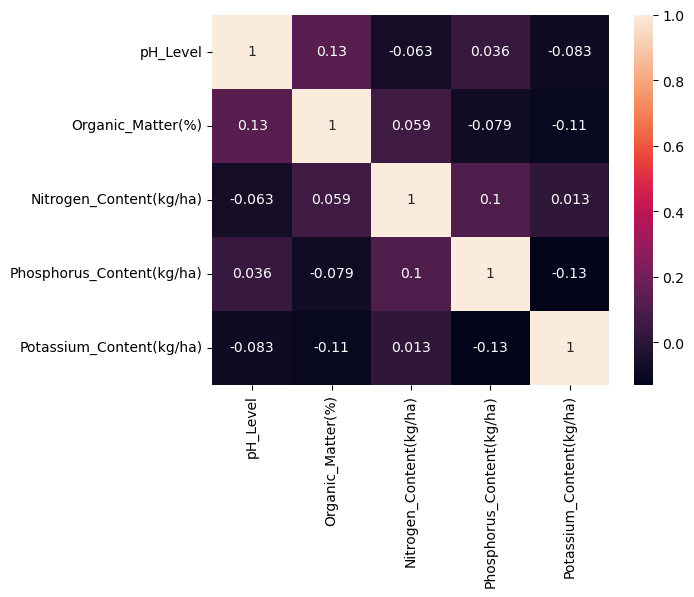 pH_Level 1 0.13 -0.063 0.036 -0.083
Organic_Matter(%) 0.13 1 0.059 -0.079 -0.11
Nitrogen_Content(kg/ha) -0.063 0.059 1 0.1 0.013
Phosphorus_Content(kg/ha) 0.036 -0.079 0.1 1 -0.13
Potassium_Content(kg/ha) -0.083 -0.11 0.013 -0.13 1
pH_Level
Organic_Matter(%)
Nitrogen_Content(kg/ha)
Phosphorus_Content(kg/ha)
Potassium_Content(kg/ha)
1.0
0.8
0.6
0.4
0.2
0.0